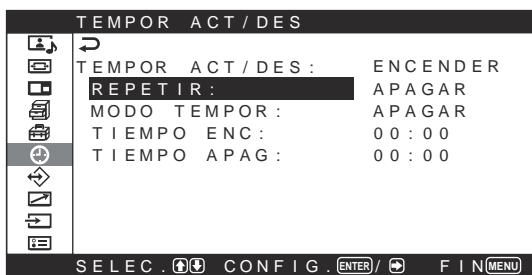 TEMPOR ACT/DES
TEMPOR ACT/DES: ENCENDER
REPETIR: APAGAR
MODO TEMPOR: APAGAR
TIEMPO ENC: 00:00
TIEMPO APAG: 00:00
SELEC. CONFIG. ENTER / FIN MENU